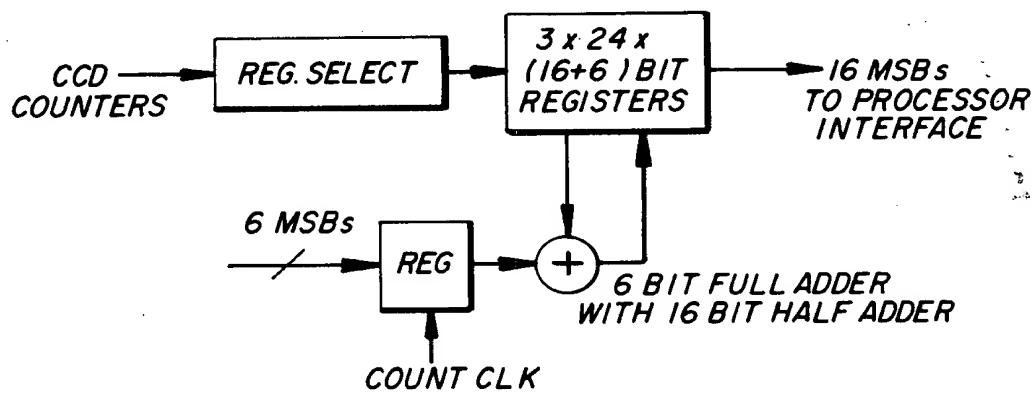 CCD
COUNTERS
REG. SELECT
3 x 24 x
(16+6) BIT
REGISTERS
16 MSBs
TO PROCESSOR
INTERFACE
6 MSBs
REG
+
6 BIT FULL ADDER
WITH 16 BIT HALF ADDER
COUNT CLK